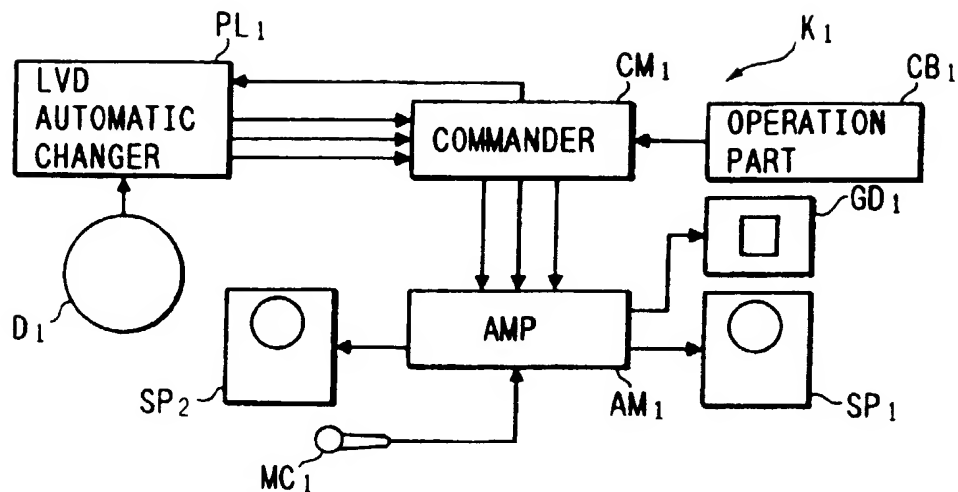 PL₁
K₁
LVD
AUTOMATIC
CHANGER
CM₁
COMMANDER
CB₁
OPERATION
PART
GD₁
D₁
SP₂
AMP
AM₁
SP₁
MC₁